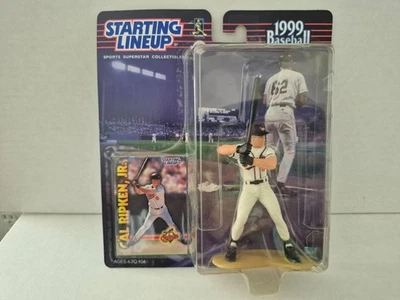 STARTING
LINEUP
SPORTS SUPERSTAR COLLECTIBLES
1999
Baseball
62
CAL RIPKEN, JR.